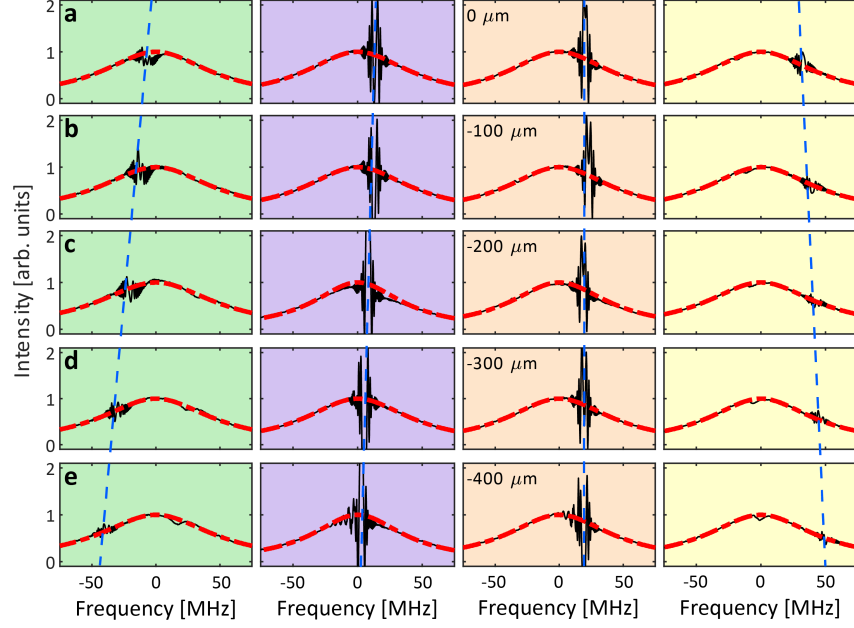 a
0 μm
2
1
0
b
-100 μm
2
1
0
c
-200 μm
2
1
0
d
-300 μm
2
1
0
e
-400 μm
2
1
0
Intensity [arb. units]
-50 0 50 -50 0 50 -50 0 50 -50 0 50
Frequency [MHz] Frequency [MHz] Frequency [MHz] Frequency [MHz]